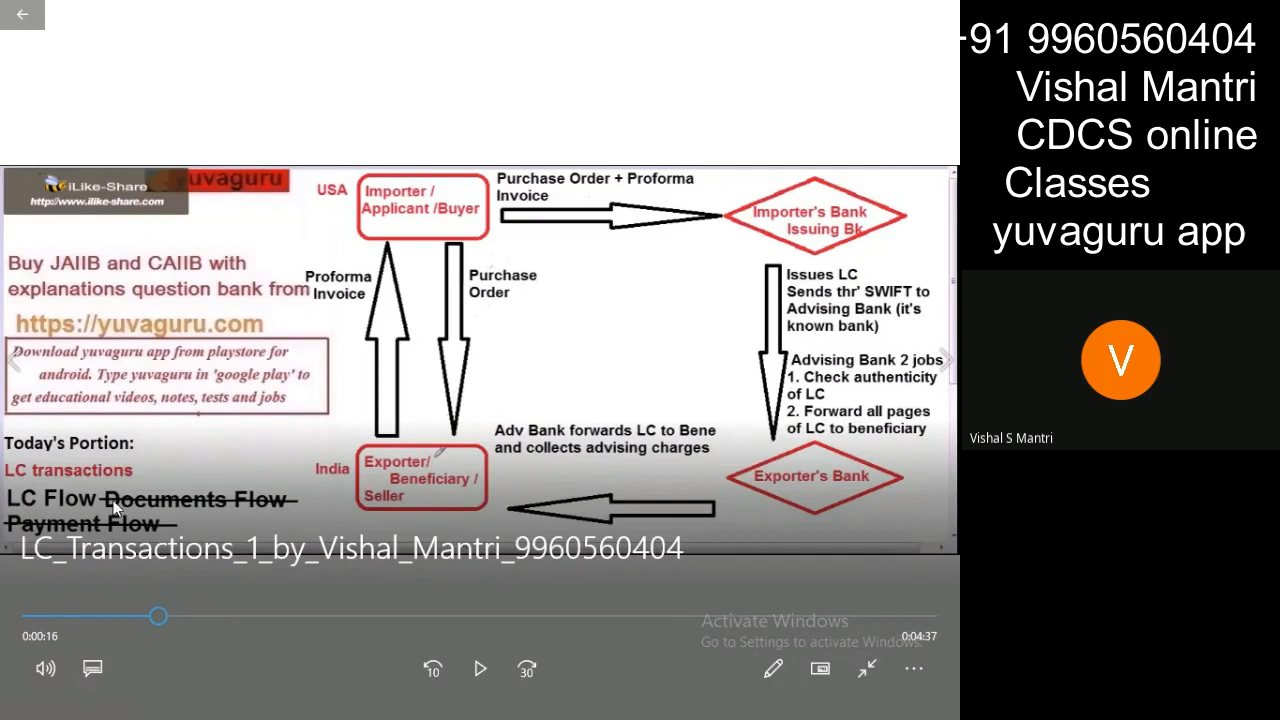 -91 9960560404
Vishal Mantri
CDCS online
Classes
yuvaguru app
iLike-Share
http://www.ilike-share.com
yuvaguru
USA
Importer /
Applicant /Buyer
Purchase Order + Proforma
Invoice
Importer's Bank
Issuing Bk
Buy JAIIB and CAIIB with
explanations question bank from
https://yuvaguru.com
Download yuvaguru app from playstore for
android. Type yuvaguru in 'google play' to
get educational videos, notes, tests and jobs
Proforma
Invoice
Purchase
Order
Issues LC
Sends thr' SWIFT to
Advising Bank (it's
known bank)
Advising Bank 2 jobs
1. Check authenticity
of LC
2. Forward all pages
of LC to beneficiary
Today's Portion:
LC transactions
LC Flow Documents Flow
Payment Flow
Adv Bank forwards LC to Bene
and collects advising charges
India
Exporter/
Beneficiary /
Seller
Exporter's Bank
LC_Transactions_1_by_Vishal_Mantri_9960560404
0:00:16
0:04:37
Activate Windows
Go to Settings to activate Windows.
10
30
V
Vishal S Mantri